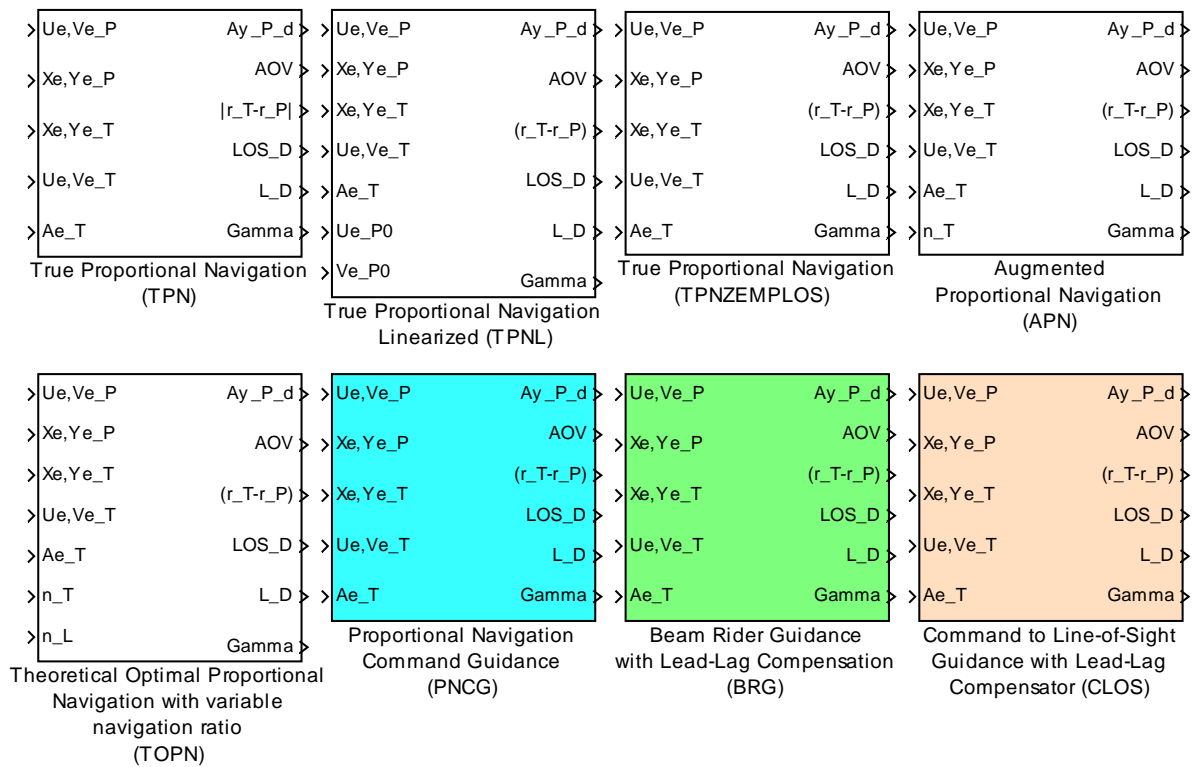 Ue,Ve_P
Xe,Ye_P
Xe,Ye_T
Ue,Ve_T
Ae_T
Ay_P_d
AOV
|r_T-r_P|
LOS_D
L_D
Gamma
True Proportional Navigation
(TPN)
Ue,Ve_P
Xe,Ye_P
Xe,Ye_T
Ue,Ve_T
Ae_T
Ue_P0
Ve_P0
Ay_P_d
AOV
(r_T-r_P)
LOS_D
L_D
Gamma
True Proportional Navigation
Linearized (TPNL)
Ue,Ve_P
Xe,Ye_P
Xe,Ye_T
Ue,Ve_T
Ae_T
Ay_P_d
AOV
(r_T-r_P)
LOS_D
L_D
Gamma
True Proportional Navigation
(TPNZEMPLOS)
Ue,Ve_P
Xe,Ye_P
Xe,Ye_T
Ue,Ve_T
Ae_T
n_T
Ay_P_d
AOV
(r_T-r_P)
LOS_D
L_D
Gamma
Augmented
Proportional Navigation
(APN)
Ue,Ve_P
Xe,Ye_P
Xe,Ye_T
Ue,Ve_T
Ae_T
n_T
n_L
Ay_P_d
AOV
(r_T-r_P)
LOS_D
L_D
Gamma
Theoretical Optimal Proportional
Navigation with variable
navigation ratio
(TOPN)
Ue,Ve_P
Xe,Ye_P
Xe,Ye_T
Ue,Ve_T
Ae_T
Ay_P_d
AOV
(r_T-r_P)
LOS_D
L_D
Gamma
Proportional Navigation
Command Guidance
(PNCG)
Ue,Ve_P
Xe,Ye_P
Xe,Ye_T
Ue,Ve_T
Ae_T
Ay_P_d
AOV
(r_T-r_P)
LOS_D
L_D
Gamma
Beam Rider Guidance
with Lead-Lag Compensation
(BRG)
Ue,Ve_P
Xe,Ye_P
Xe,Ye_T
Ue,Ve_T
Ae_T
Ay_P_d
AOV
(r_T-r_P)
LOS_D
L_D
Gamma
Command to Line-of-Sight
Guidance with Lead-Lag
Compensator (CLOS)